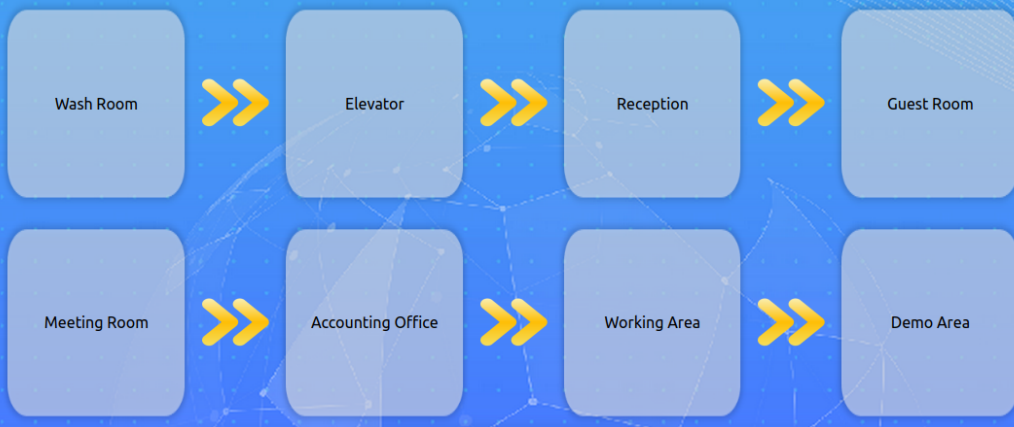 Wash Room
Elevator
Reception
Guest Room
Meeting Room
Accounting Office
Working Area
Demo Area